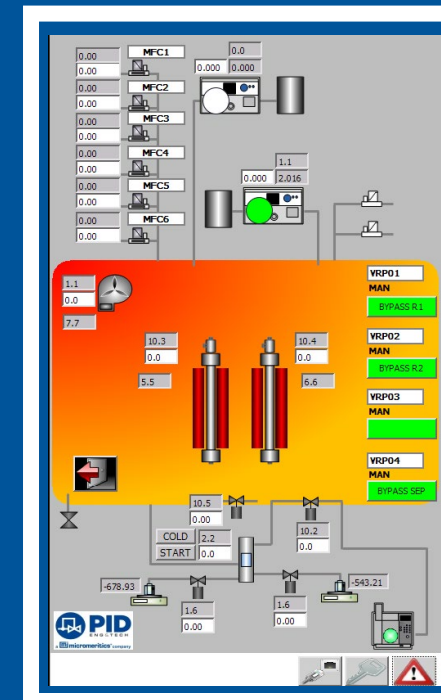 0.00 MFC1
0.00
0.00 MFC2
0.00
0.00 MFC3
0.00
0.00 MFC4
0.00
0.00 MFC5
0.00
0.00 MFC6
0.00
0.0
0.000 0.000
1.1
0.000 2.016
1.1
0.0
7.7
10.3
0.0
5.5
10.4
0.0
6.6
VRP01
MAN
BYPASS R1
VRP02
MAN
BYPASS R2
VRP03
MAN
VRP04
MAN
BYPASS SEP
10.5
0.00
COLD 2.2
START 0.0
10.2
0.0
-678.93
1.6
0.00
1.6
0.00
-543.21
PID
ENG&TECH
a micromeritics company